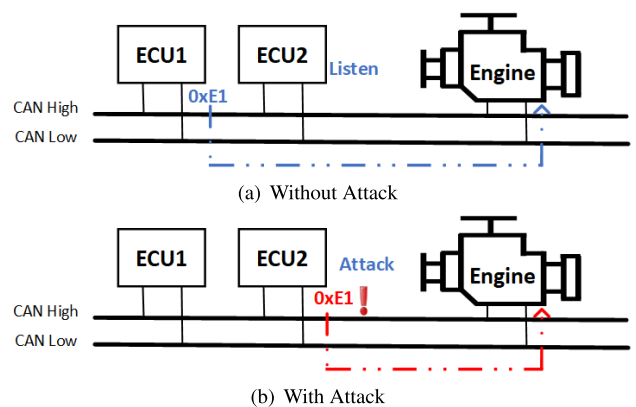 ECU1
ECU2
Listen
Engine
0xE1
CAN High
CAN Low
(a) Without Attack
ECU1
ECU2
Attack
Engine
0xE1❗
CAN High
CAN Low
(b) With Attack